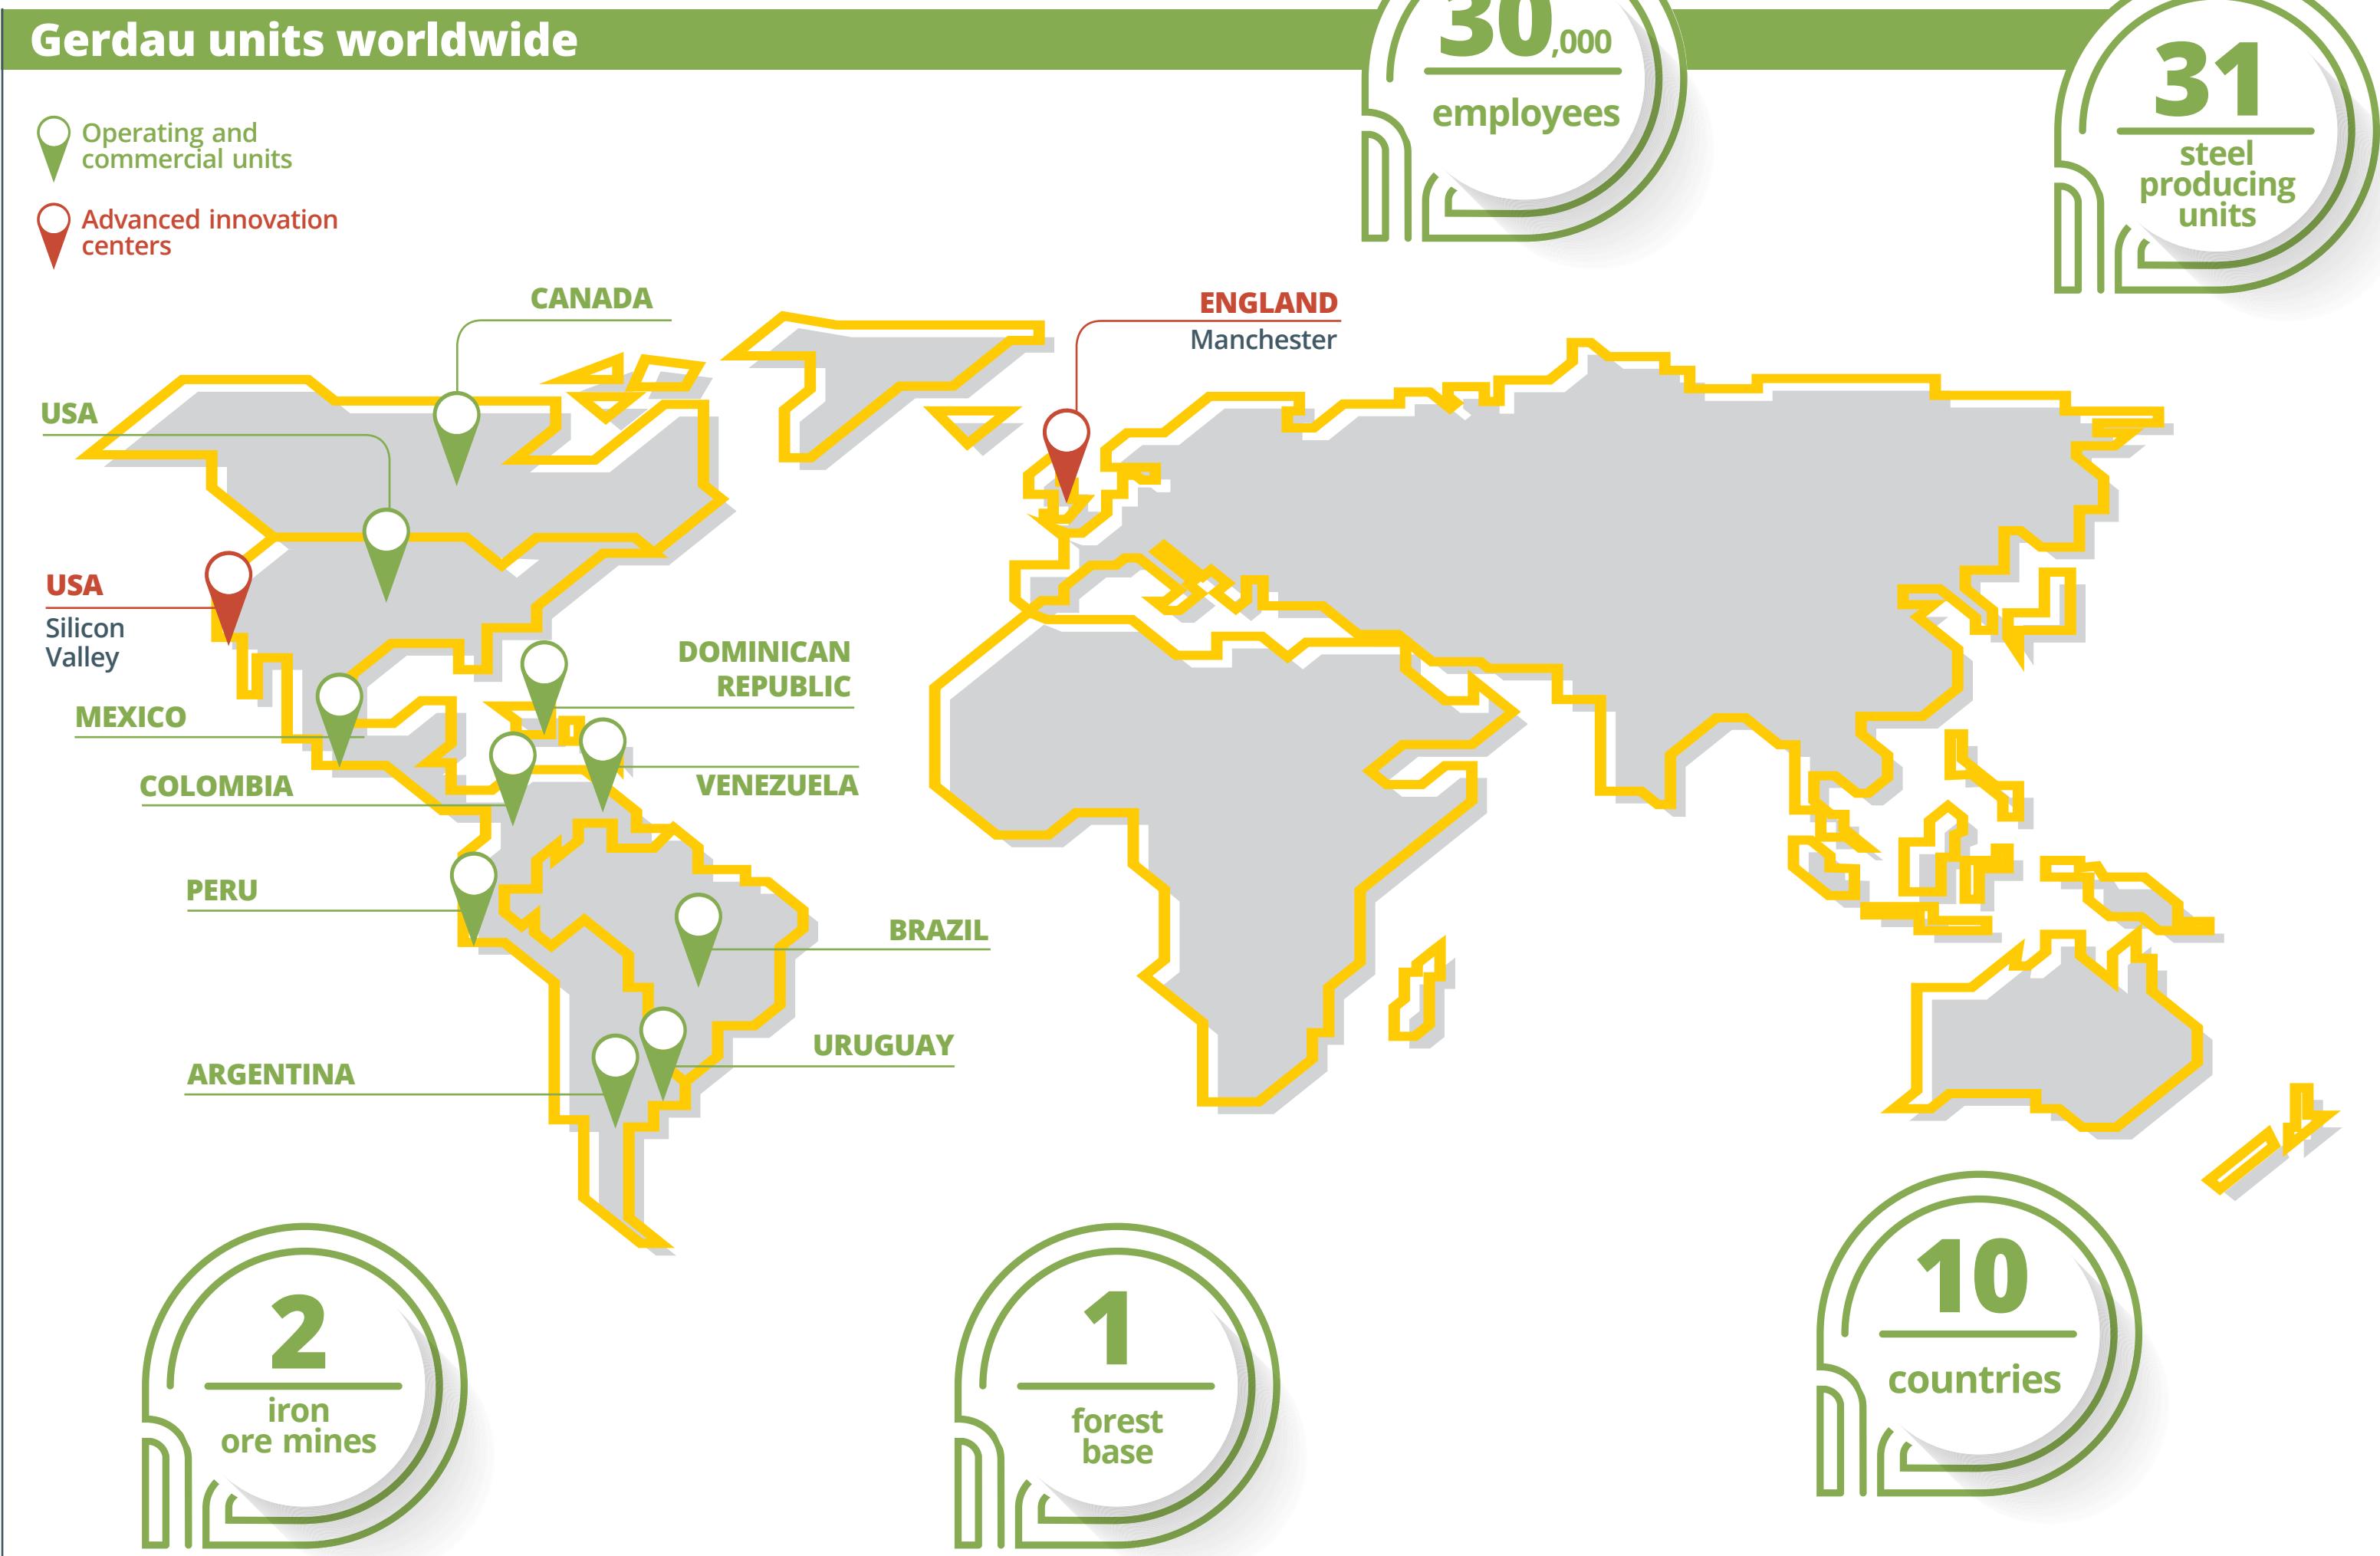 Gerdau units worldwide
30,000
employees
31
steel
producing
units
Operating and
commercial units
Advanced innovation
centers
CANADA
ENGLAND
Manchester
USA
USA
Silicon
Valley
DOMINICAN
REPUBLIC
MEXICO
COLOMBIA
VENEZUELA
PERU
BRAZIL
URUGUAY
ARGENTINA
2
iron
ore mines
1
forest
base
10
countries